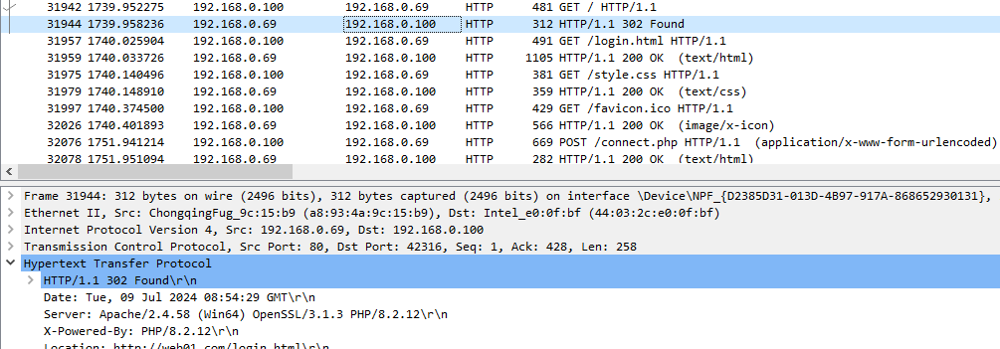 31942 1739.952275 192.168.0.100 192.168.0.69 HTTP 481 GET / HTTP/1.1
31944 1739.958236 192.168.0.69 192.168.0.100 HTTP 312 HTTP/1.1 302 Found
31957 1740.025904 192.168.0.100 192.168.0.69 HTTP 491 GET /login.html HTTP/1.1
31959 1740.033726 192.168.0.69 192.168.0.100 HTTP 1105 HTTP/1.1 200 OK  (text/html)
31975 1740.140496 192.168.0.100 192.168.0.69 HTTP 381 GET /style.css HTTP/1.1
31979 1740.148910 192.168.0.69 192.168.0.100 HTTP 359 HTTP/1.1 200 OK  (text/css)
31997 1740.374500 192.168.0.100 192.168.0.69 HTTP 429 GET /favicon.ico HTTP/1.1
32026 1740.401893 192.168.0.69 192.168.0.100 HTTP 566 HTTP/1.1 200 OK  (image/x-icon)
32076 1751.941214 192.168.0.100 192.168.0.69 HTTP 669 POST /connect.php HTTP/1.1  (application/x-www-form-urlencoded)
32078 1751.951094 192.168.0.69 192.168.0.100 HTTP 282 HTTP/1.1 200 OK  (text/html)
Frame 31944: 312 bytes on wire (2496 bits), 312 bytes captured (2496 bits) on interface \Device\NPF_{D2385D31-013D-4B97-917A-868652930131},
Ethernet II, Src: ChongqingFug_9c:15:b9 (a8:93:4a:9c:15:b9), Dst: Intel_e0:0f:bf (44:03:2c:e0:0f:bf)
Internet Protocol Version 4, Src: 192.168.0.69, Dst: 192.168.0.100
Transmission Control Protocol, Src Port: 80, Dst Port: 42316, Seq: 1, Ack: 428, Len: 258
Hypertext Transfer Protocol
HTTP/1.1 302 Found\r\n
Date: Tue, 09 Jul 2024 08:54:29 GMT\r\n
Server: Apache/2.4.58 (Win64) OpenSSL/3.1.3 PHP/8.2.12\r\n
X-Powered-By: PHP/8.2.12\r\n
Location: http://web01.com/login.html\r\n